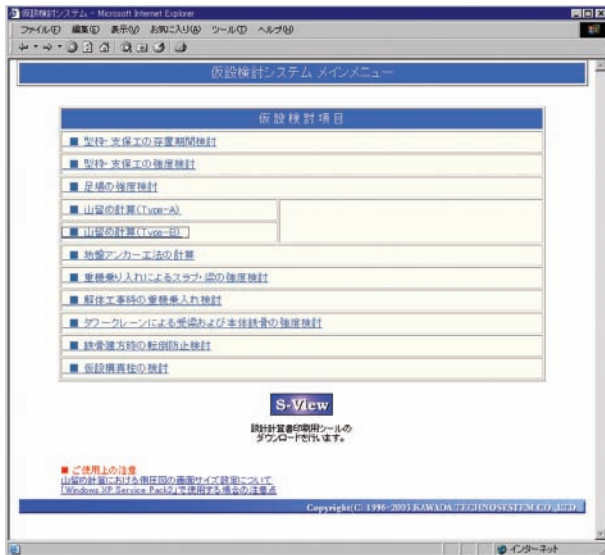 仮設検討システム - Microsoft Internet Explorer
ファイル(F) 編集(E) 表示(V) お気に入り(A) ツール(T) ヘルプ(H)
仮設検討システム メインメニュー
仮設検討項目
■ 型枠・支保工の存置期間検討
■ 型枠・支保工の強度検討
■ 足場の強度検討
■ 山留め計算(Type-A)
■ 山留め計算(Type-B)
■ 地盤アンカー工法の計算
■ 重機乗り入れによるスラブ・梁の強度検討
■ 解体工事時の重機乗入れ検討
■ タワークレーンによる受梁および本体鉄骨の強度検討
■ 鉄骨建方時の転倒防止検討
■ 仮設構真柱の検討
S-View
設計計算書印刷用ツールの
ダウンロードを行います。
■ ご使用上の注意
山留め計算における側圧図の画面サイズ設定について
「Windows XP Service Pack2」で使用する場合の注意点
Copyright(C) 1996-2005 KAWADA TECHNOSYSTEM CO.,LTD.
インターネット